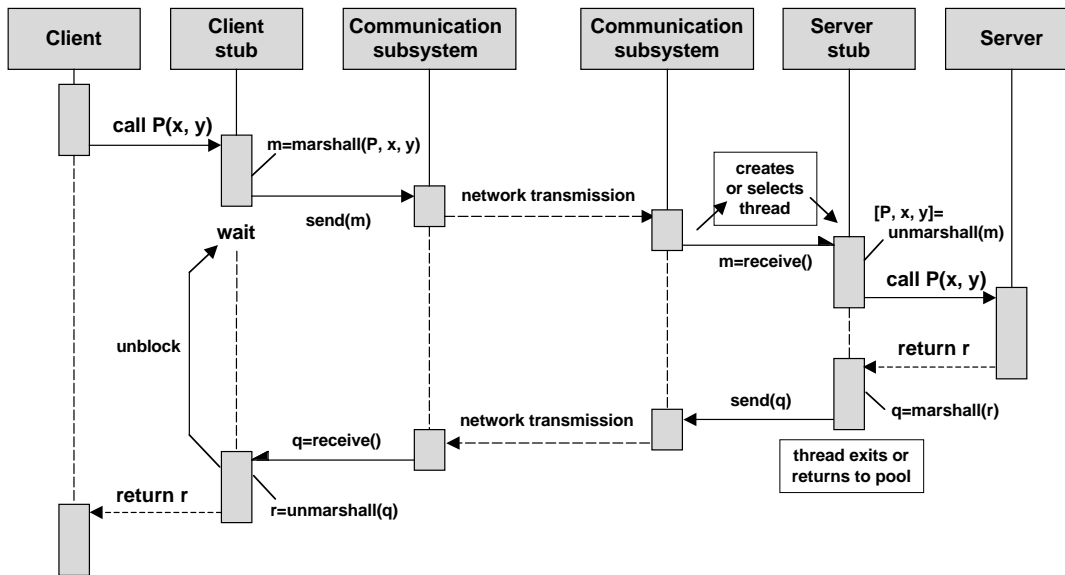 Client
Client
stub
Communication
subsystem
Communication
subsystem
Server
stub
Server
call P(x, y)
m=marshall(P, x, y)
send(m)
network transmission
creates
or selects
thread
[P, x, y]=
unmarshall(m)
m=receive()
wait
call P(x, y)
unblock
return r
send(q)
q=marshall(r)
network transmission
q=receive()
thread exits or
returns to pool
return r
r=unmarshall(q)